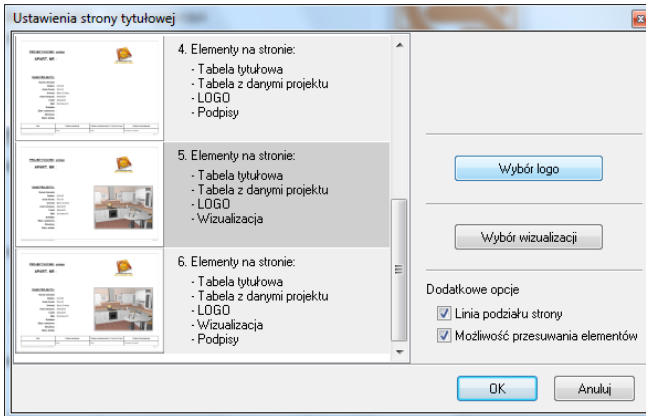 Ustawienia strony tytułowej
4. Elementy na stronie:
- Tabela tytułowa
- Tabela z danymi projektu
- LOGO
- Podpisy
5. Elementy na stronie:
- Tabela tytułowa
- Tabela z danymi projektu
- LOGO
- Wizualizacja
6. Elementy na stronie:
- Tabela tytułowa
- Tabela z danymi projektu
- LOGO
- Wizualizacja
- Podpisy
Wybór logo
Wybór wizualizacji
Dodatkowe opcje
Linia podziału strony
Możliwość przesuwania elementów
OK
Anuluj